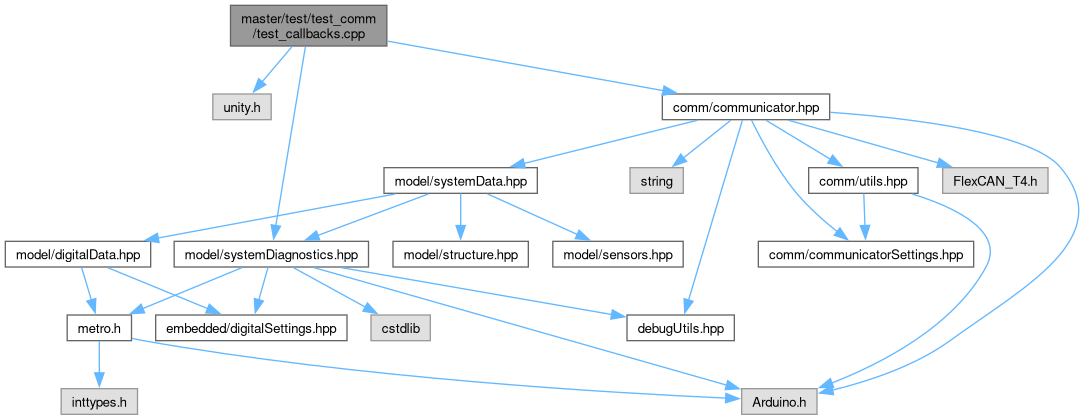 master/test/test_comm
/test_callbacks.cpp
unity.h
comm/communicator.hpp
model/systemData.hpp
string
comm/utils.hpp
FlexCAN_T4.h
model/digitalData.hpp
model/systemDiagnostics.hpp
model/structure.hpp
model/sensors.hpp
comm/communicatorSettings.hpp
metro.h
embedded/digitalSettings.hpp
cstdlib
debugUtils.hpp
inttypes.h
Arduino.h